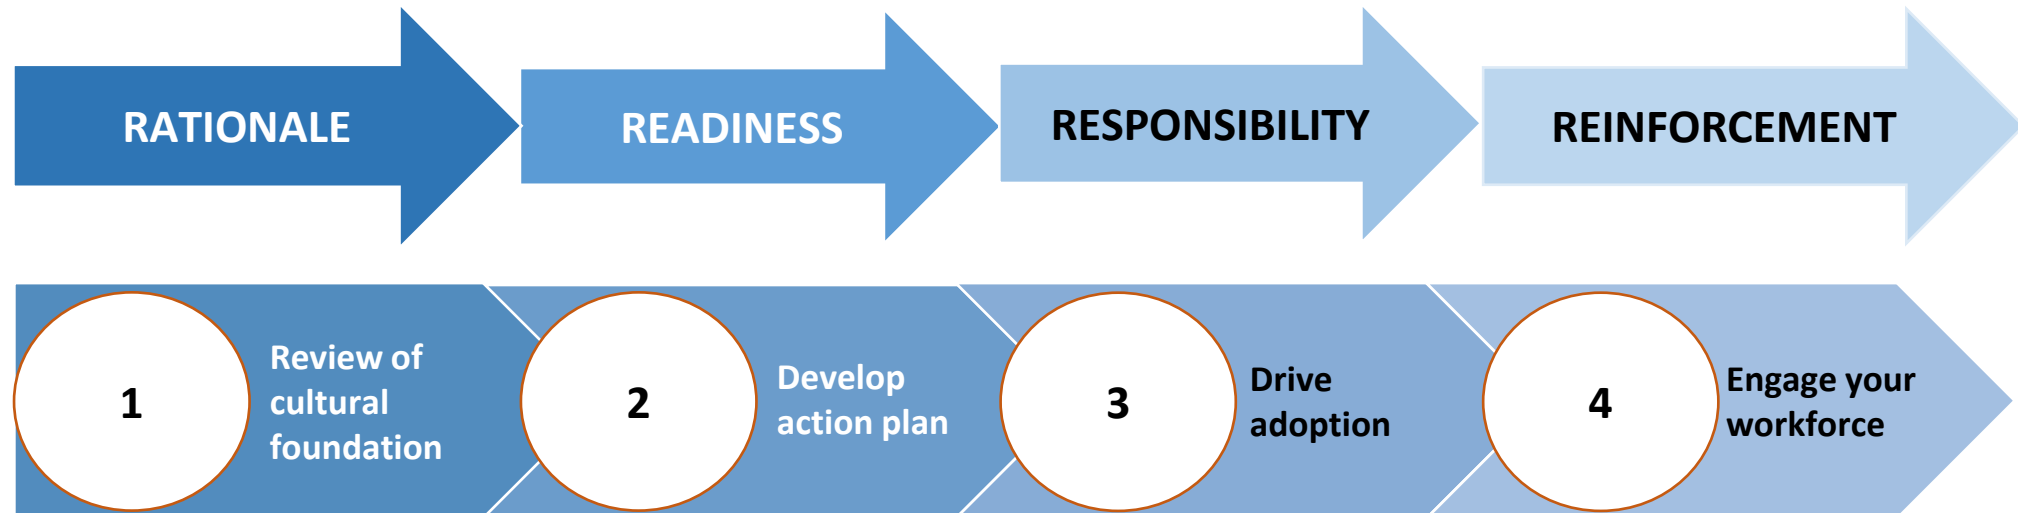 RATIONALE
READINESS
RESPONSIBILITY
REINFORCEMENT
1
Review of
cultural
foundation
2
Develop
action plan
3
Drive
adoption
4
Engage your
workforce